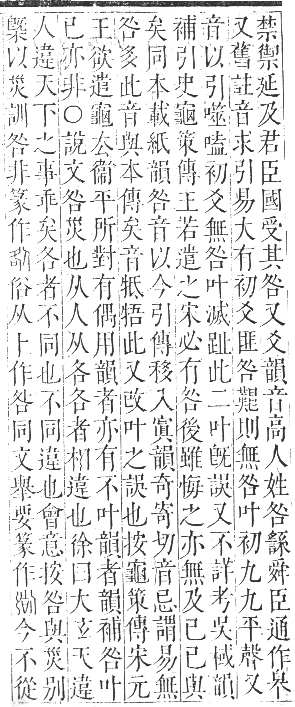 禁禦延及君臣國受其咎又爻韻音高人姓咎繇舜臣通作皋
又舊註音求引易大有初爻匪咎艱則無咎叶初九九平聲又
音以引噬嗑初爻無咎叶滅趾此二叶旣誤又不詳考吳棫韻
補引史龜策傳王若遣之宋必有咎後雖悔之亦無及已已與
矣同本載紙韻咎音以今引傳移入寘韻奇寄切音忌謂易無
咎多此音與本傳矣音牴牾此又改叶之誤也按龜策傳宋元
王欲遣龜去衞平所對有偶用韻者亦有不叶韻者韻補咎叶
已亦非○說文咎災也从人从各各者相違也徐曰大玄天違
人違天下之事乖矣各者不同也不同違也會意按咎與災別
槩以災訓咎非篆作俗从卜作咎同文舉要篆作今不從